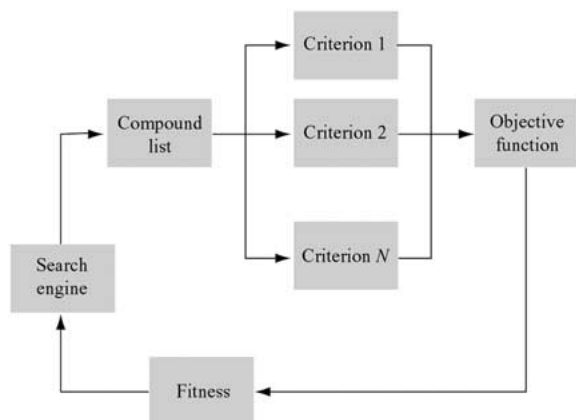 Criterion 1
Compound
list
Criterion 2
Objective
function
Criterion N
Search
engine
Fitness